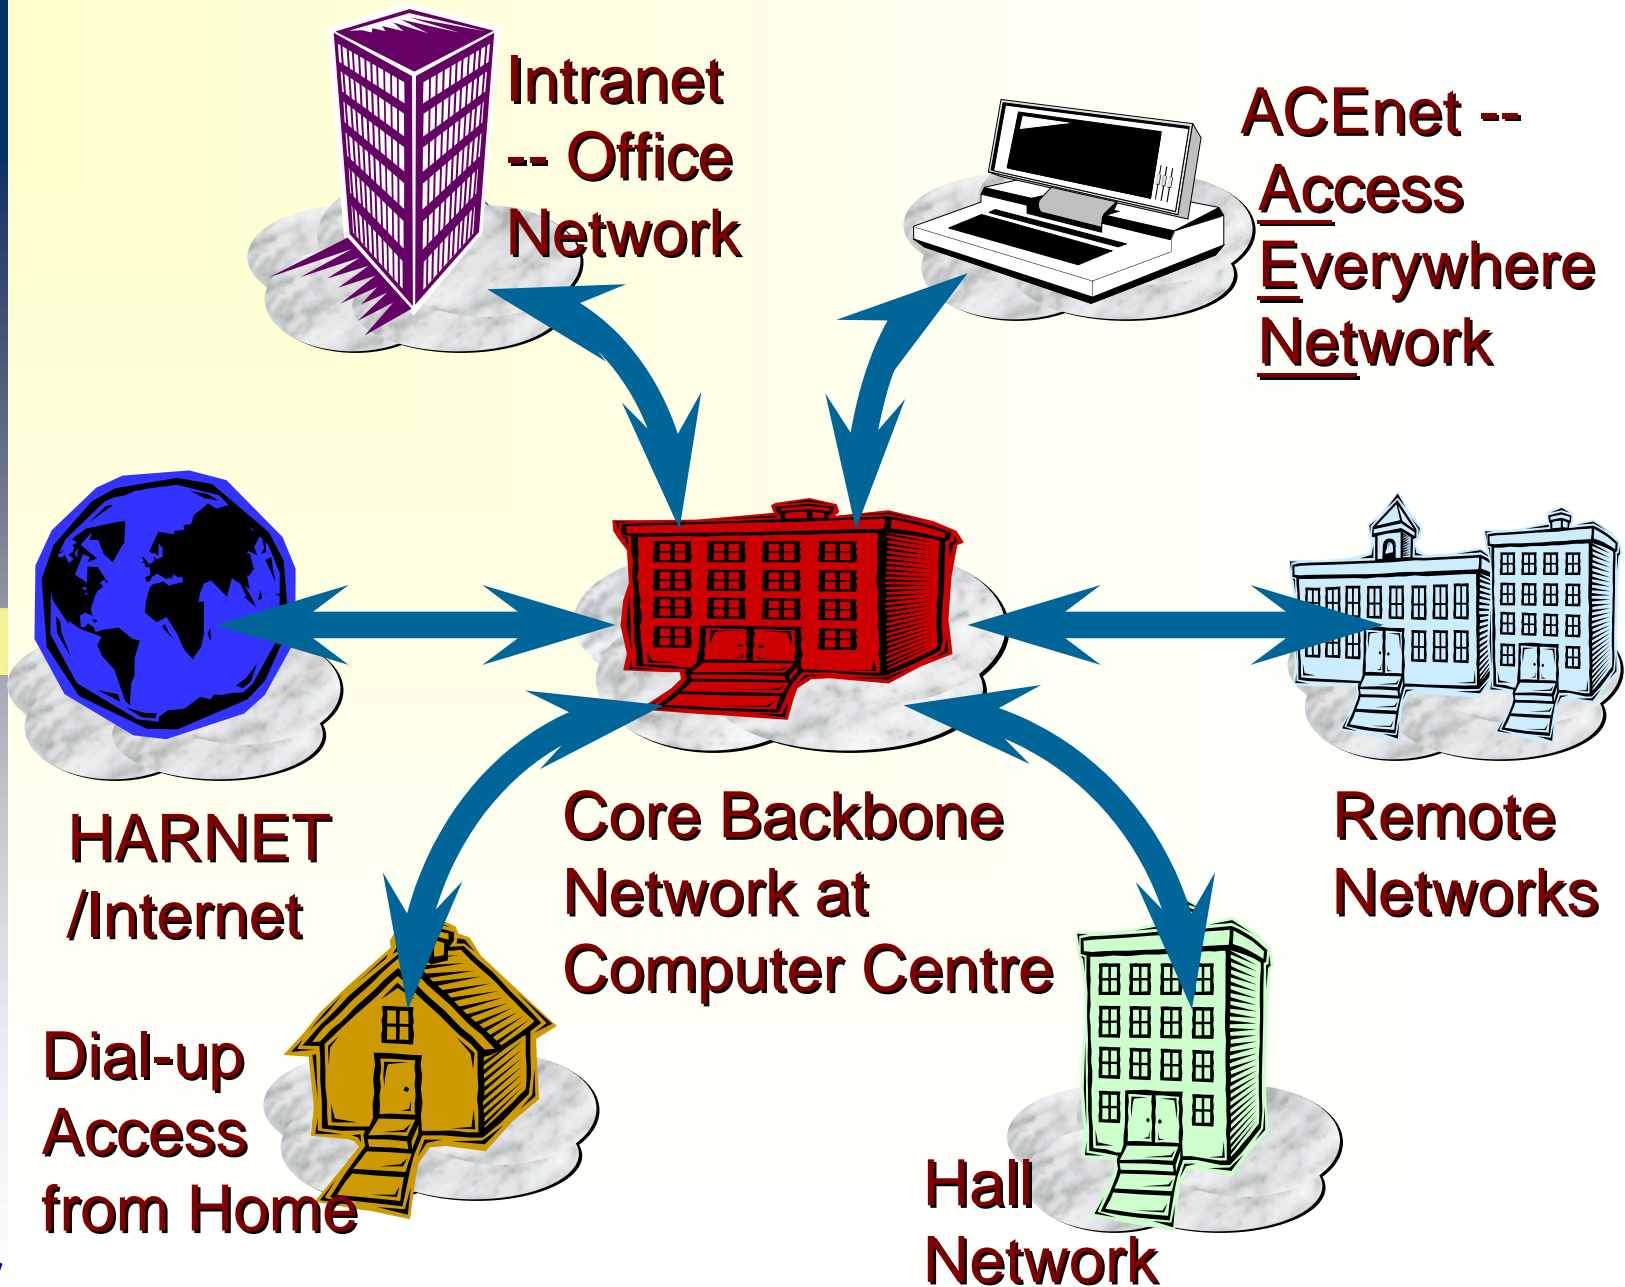 Intranet
-- Office
Network
ACEnet --
Access
Everywhere
Network
HARNET
/Internet
Core Backbone
Network at
Computer Centre
Remote
Networks
Dial-up
Access
from Home
Hall
Network